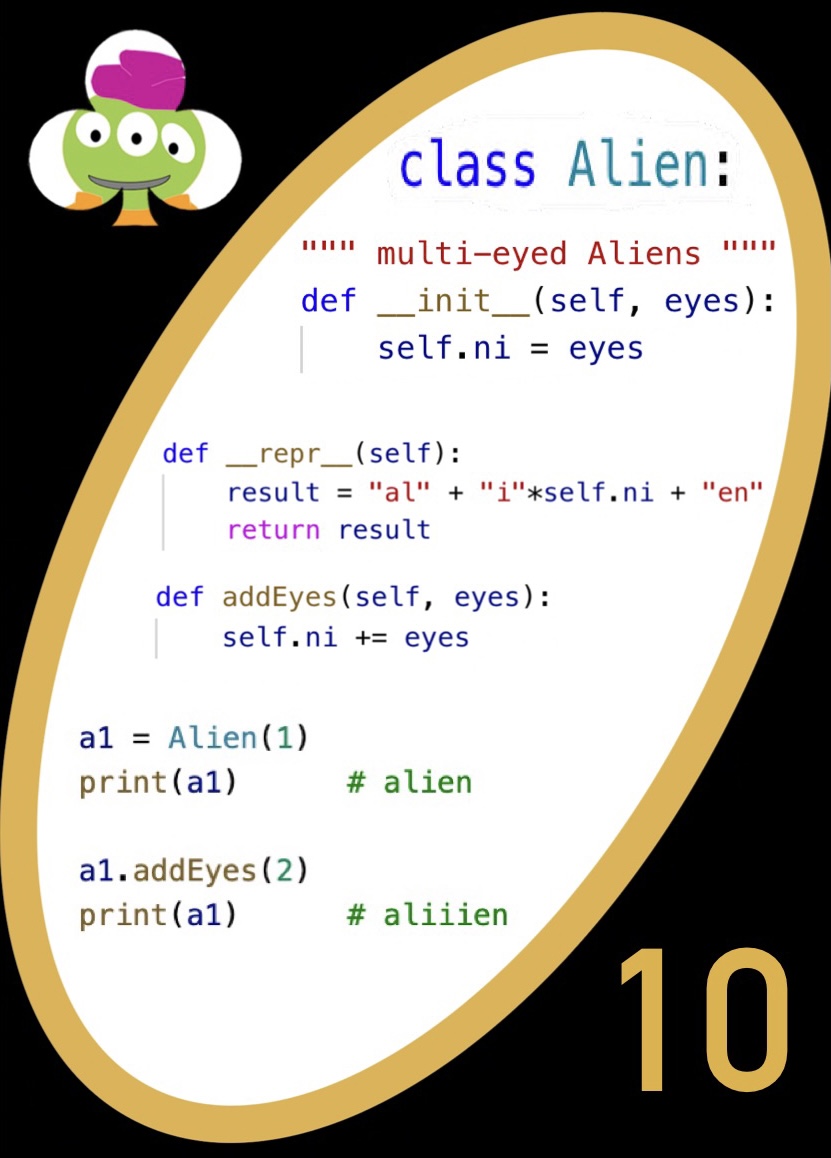 class Alien:
""" multi-eyed Aliens """
def __init__(self, eyes):
self.ni = eyes
def __repr__(self):
result = "al" + "i"*self.ni + "en"
return result
def addEyes(self, eyes):
self.ni += eyes
a1 = Alien(1)
print(a1) # alien
a1.addEyes(2)
print(a1) # aliiien
10